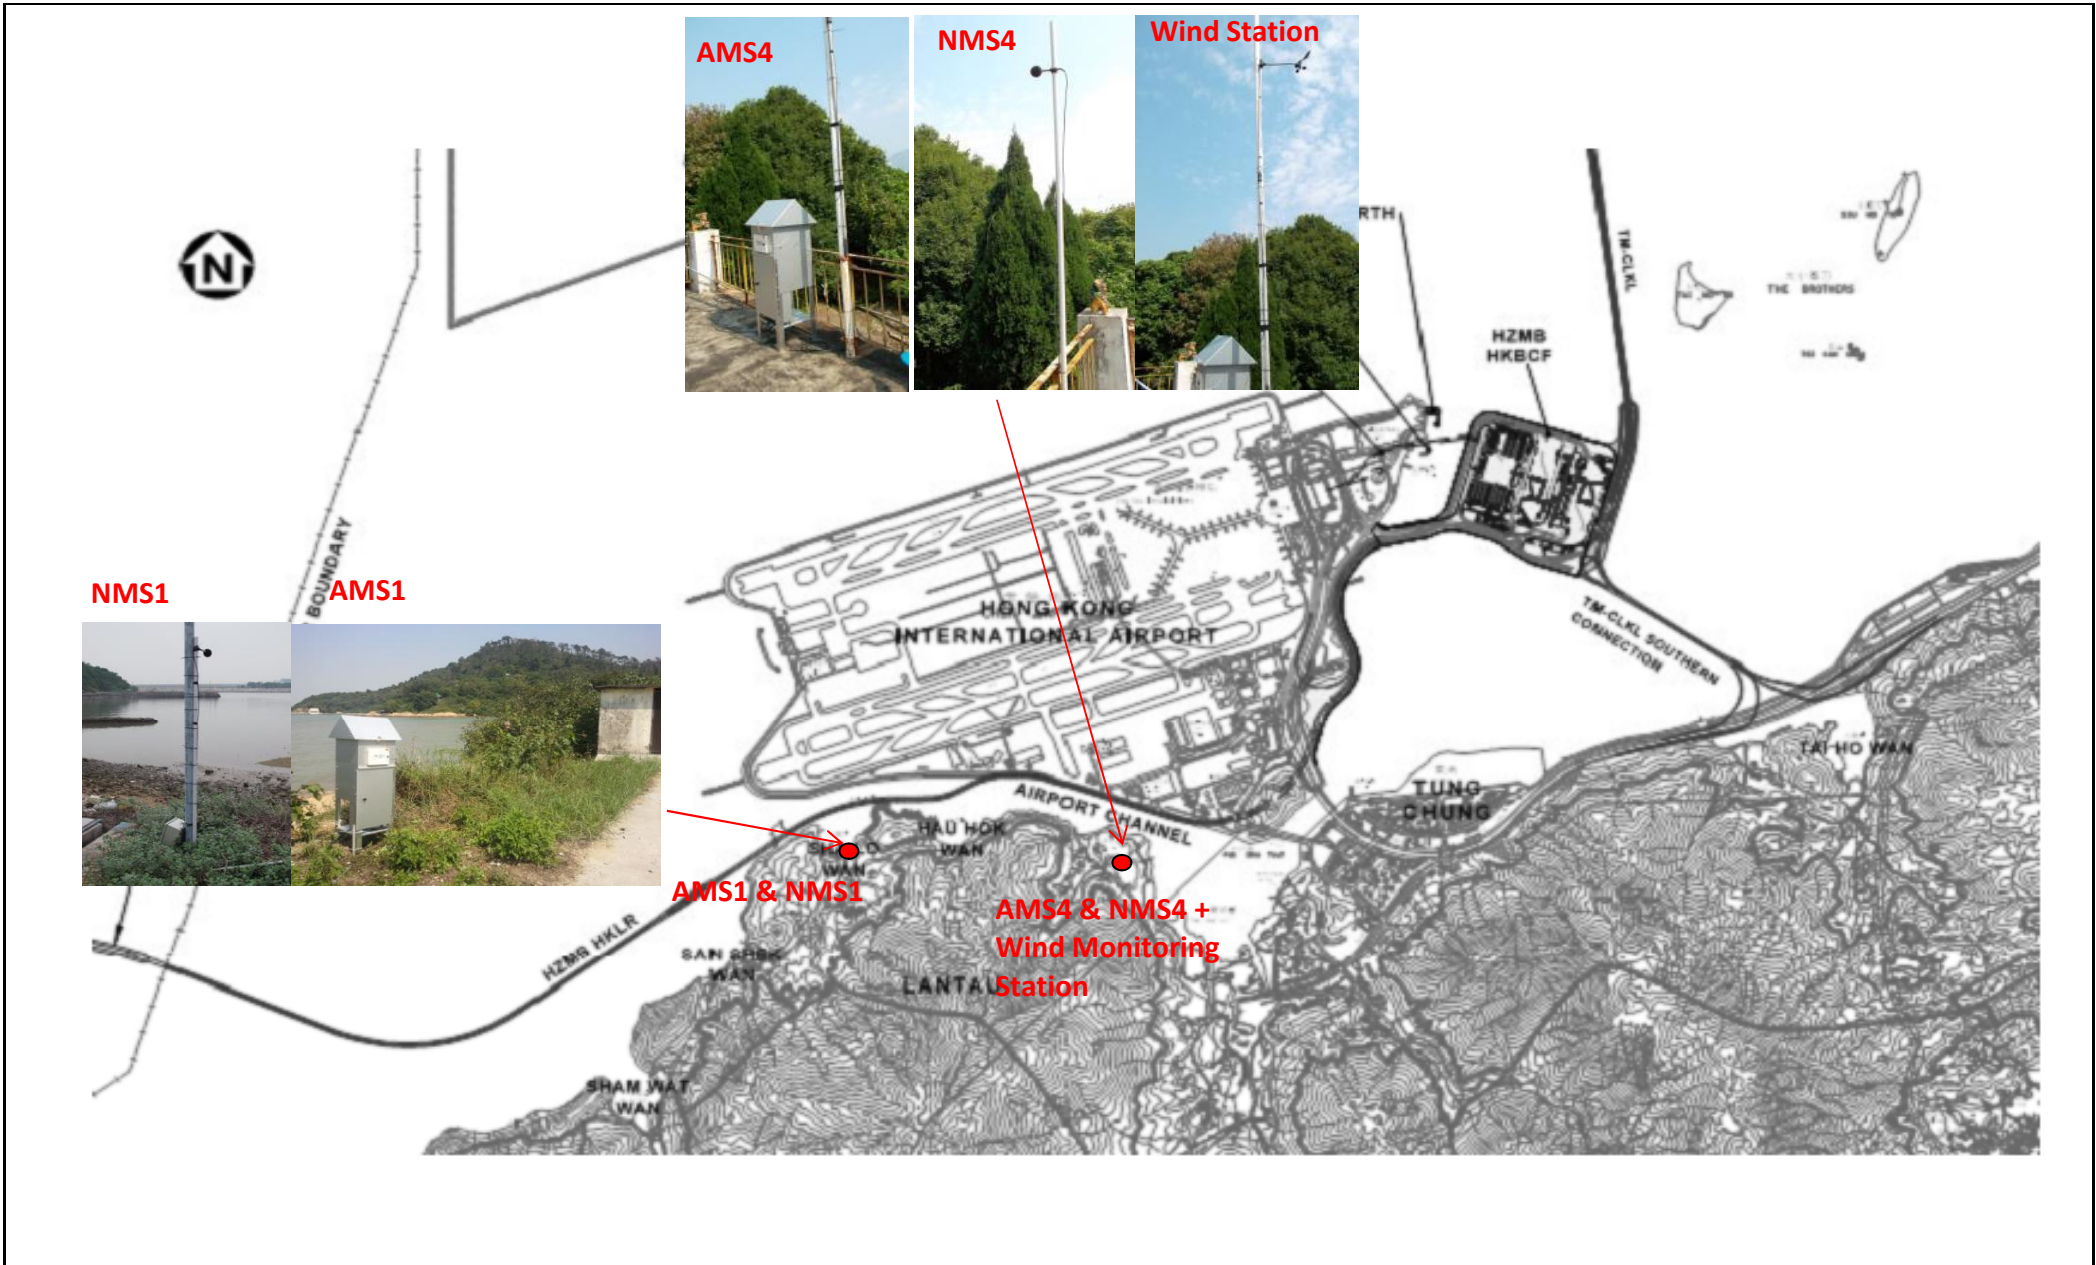 AMS4
NMS4
Wind Station
N
RTH
TM-CLKL
THE BROTHERS
HZMB
HKBCF
BOUNDARY
NMS1
AMS1
HONG KONG
INTERNATIONAL AIRPORT
TM-CLKL SOUTHERN
CONNECTION
TAI HO WAN
TUNG
CHUNG
AIRPORT CHANNEL
HAU HOK
WAN
WAN
AMS1 & NMS1
AMS4 & NMS4 +
Wind Monitoring
Station
HZMB HKLR
WAN
LANTAU
SHAM WAT
WAN